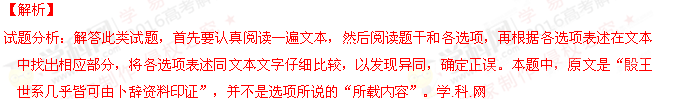 【解析】
试题分析：解答此类试题，首先要认真阅读一遍文本，然后阅读题干和各选项，再根据各选项表述在文本
中找出相应部分，将各选项表述同文本文字仔细比较，以发现异同，确定正误。本题中，原文是“殷王
世系几乎皆可由卜辞资料印证”，并不是选项所说的“所载内容”。学.科.网